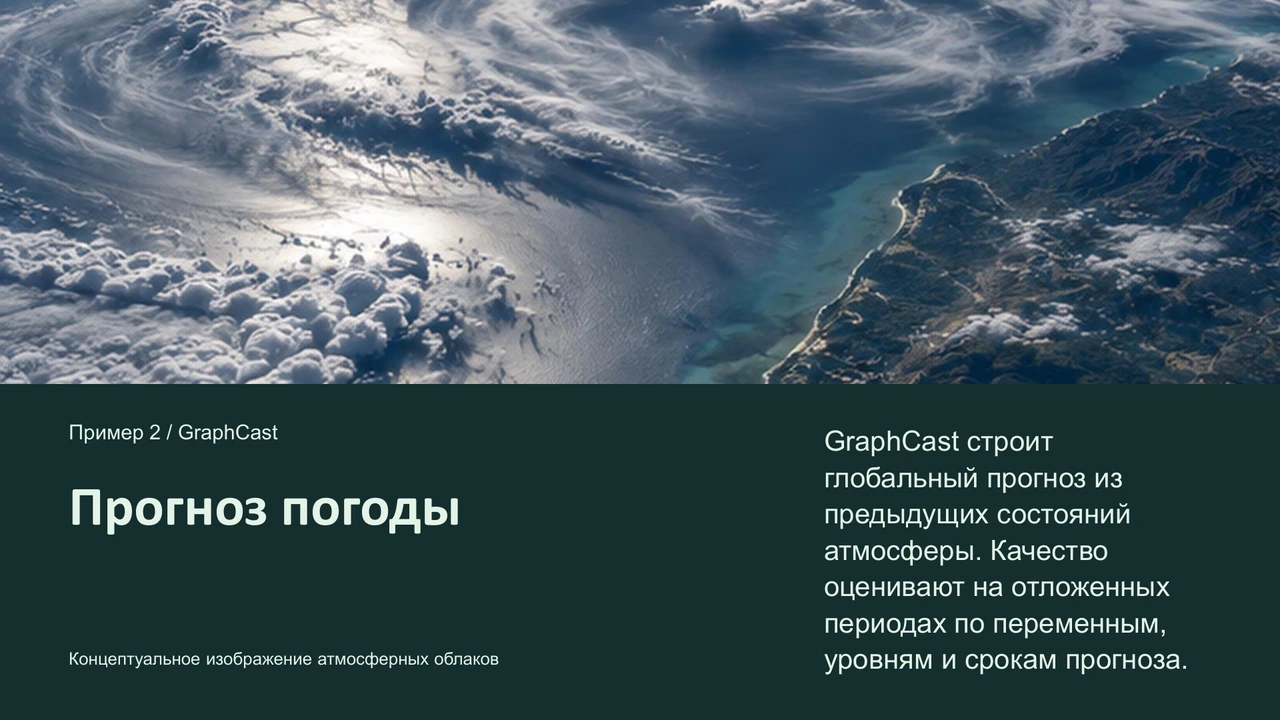 Пример 2 / GraphCast
Прогноз погоды
Концептуальное изображение атмосферных облаков
GraphCast строит
глобальный прогноз из
предыдущих состояний
атмосферы. Качество
оценивают на отложенных
периодах по переменным,
уровням и срокам прогноза.